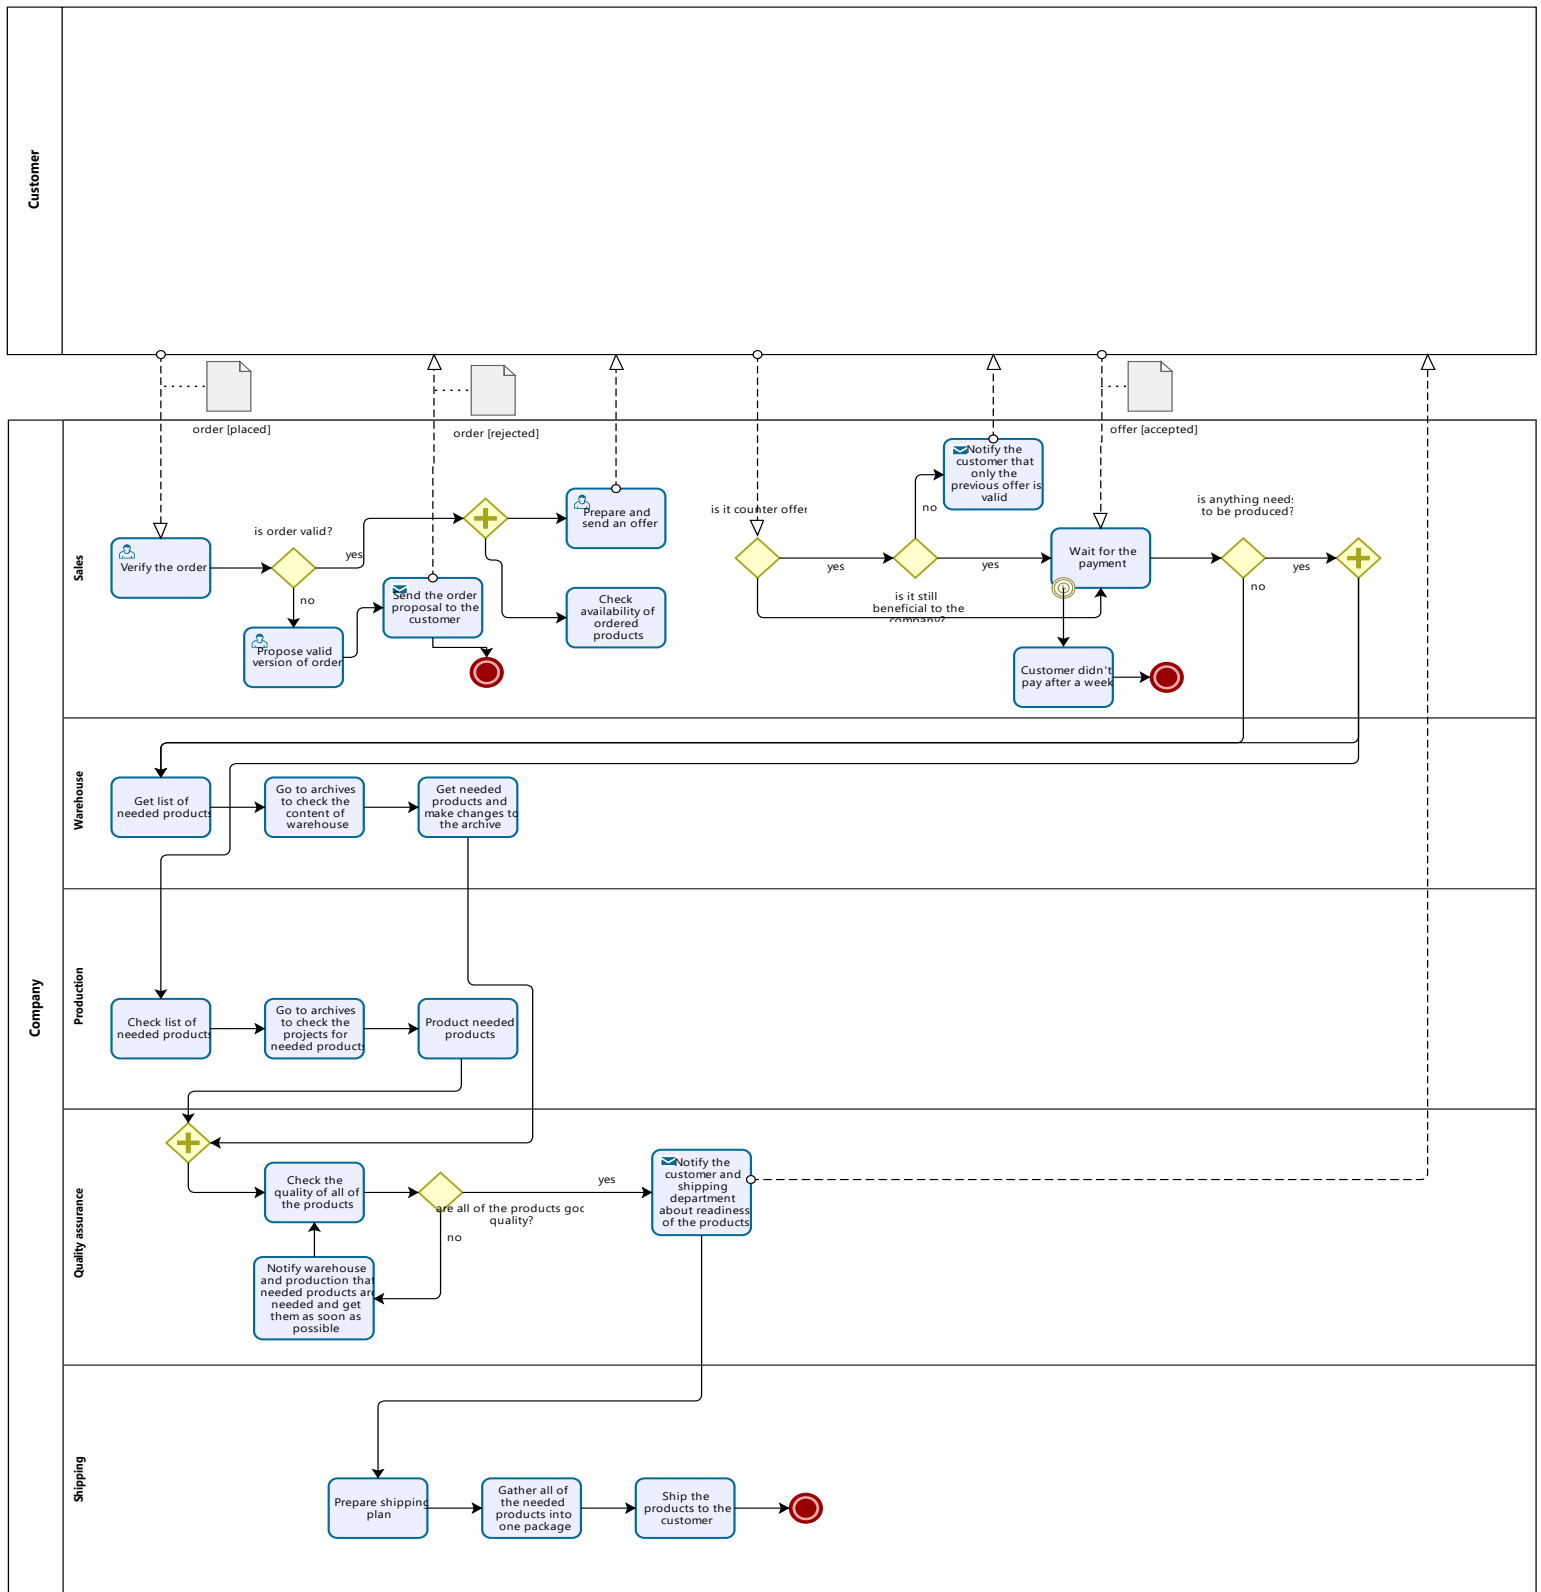 Customer
order [placed]
order [rejected]
offer [accepted]
Company
Sales
Verify the order
is order valid?
yes
no
Propose valid
version of order
Send the order
proposal to the
customer
Prepare and
send an offer
Check
availability of
ordered
products
is it counter offer
yes
is it still
beneficial to the
company?
no
yes
Notify the
customer that
only the
previous offer is
valid
Wait for the
payment
Customer didn't
pay after a week
is anything needs
to be produced?
yes
no
Warehouse
Get list of
needed products
Go to archives
to check the
content of
warehouse
Get needed
products and
make changes to
the archive
Production
Check list of
needed products
Go to archives
to check the
projects for
needed products
Product needed
products
Quality assurance
Check the
quality of all of
the products
are all of the products goo
quality?
yes
no
Notify warehouse
and production that
needed products are
needed and get
them as soon as
possible
Notify the
customer and
shipping
department
about readiness
of the products
Shipping
Prepare shipping
plan
Gather all of
the needed
products into
one package
Ship the
products to the
customer